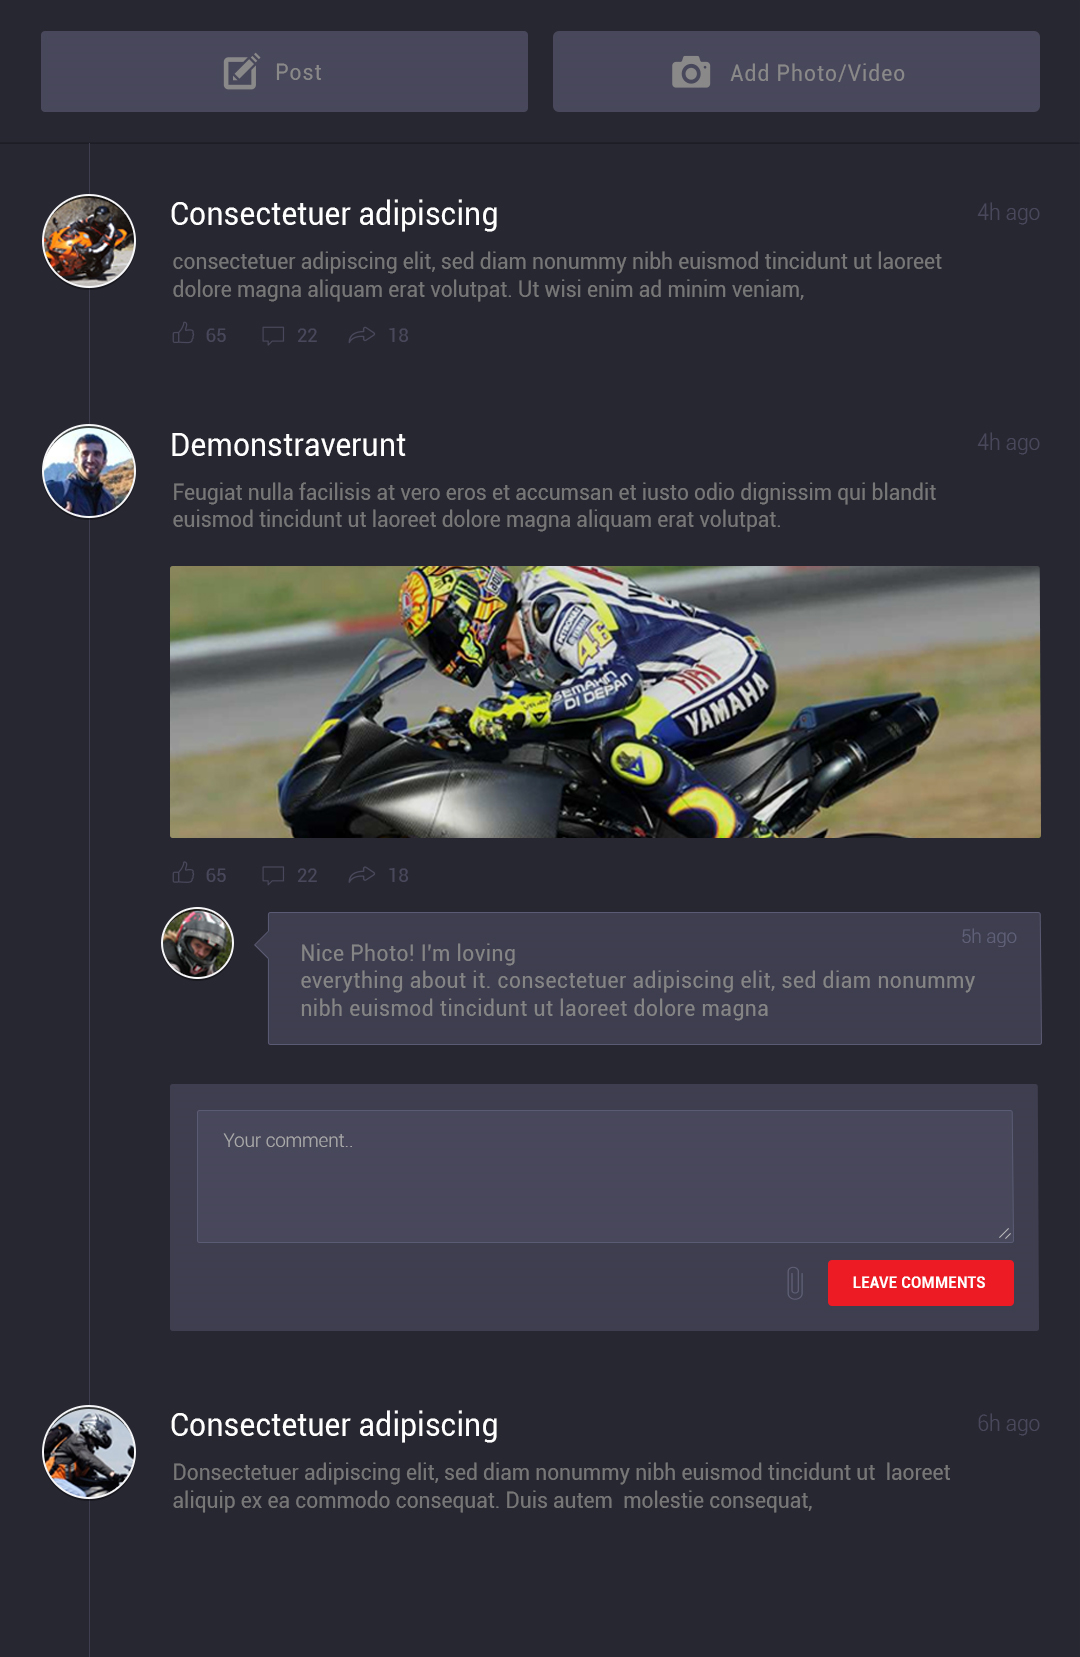 Post
Add Photo/Video
Consectetuer adipiscing
4h ago
consectetuer adipiscing elit, sed diam nonummy nibh euismod tincidunt ut laoreet
dolore magna aliquam erat volutpat. Ut wisi enim ad minim veniam,
65 22 18
Demonstraverunt
4h ago
Feugiat nulla facilisis at vero eros et accumsan et iusto odio dignissim qui blandit
euismod tincidunt ut laoreet dolore magna aliquam erat volutpat.
PETRONAS
46
SEMAKIN
DI DEPAN
YAMAHA
65 22 18
5h ago
Nice Photo! I'm loving
everything about it. consectetuer adipiscing elit, sed diam nonummy
nibh euismod tincidunt ut laoreet dolore magna
Your comment..
LEAVE COMMENTS
Consectetuer adipiscing
6h ago
Donsectetuer adipiscing elit, sed diam nonummy nibh euismod tincidunt ut  laoreet
aliquip ex ea commodo consequat. Duis autem  molestie consequat,